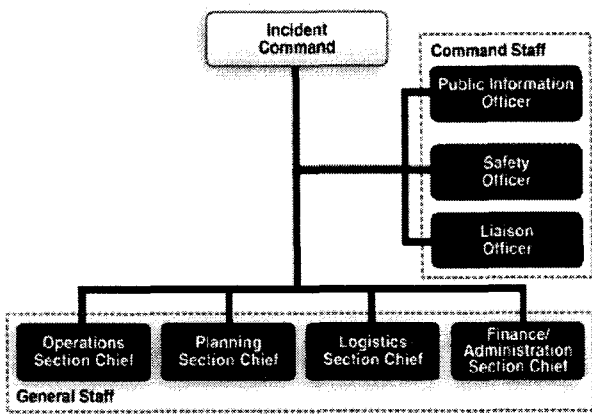 Incident
Command
Command Staff
Public Information
Officer
Safety
Officer
Liaison
Officer
Operations
Section Chief
Planning
Section Chief
Logistics
Section Chief
Finance/
Administration
Section Chief
General Staff